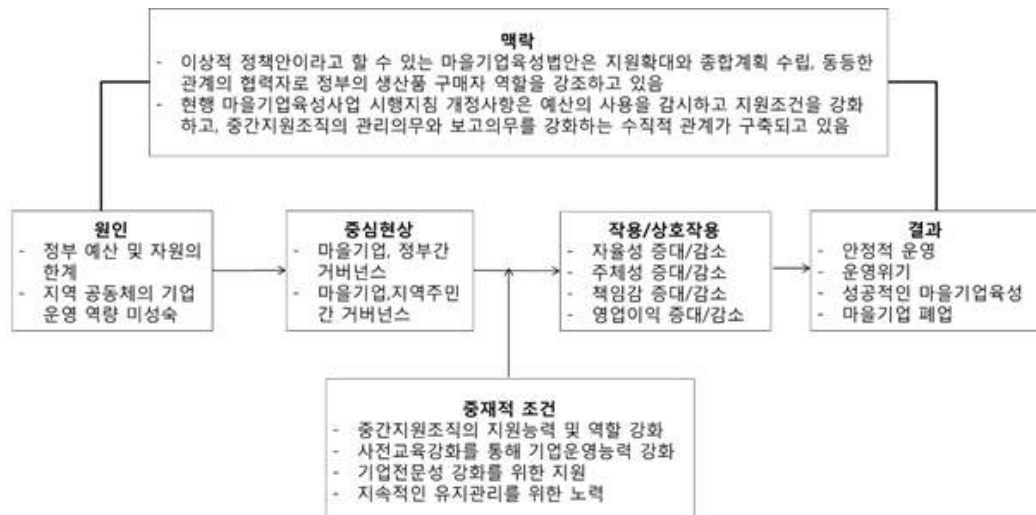 맥락
- 이상적 정책안이라고 할 수 있는 마을기업육성법안은 지원확대와 종합계획 수립, 동등한
관계의 협력자로 정부의 생산품 구매자 역할을 강조하고 있음
- 현행 마을기업육성사업 시행지침 개정사항은 예산의 사용을 감시하고 지원조건을 강화
하고, 중간지원조직의 관리의무와 보고의무를 강화하는 수직적 관계가 구축되고 있음
원인
- 정부 예산 및 자원의
한계
- 지역 공동체의 기업
운영 역량 미성숙
중심현상
- 마을기업, 정부간
거버넌스
- 마을기업,지역주민
간 거버넌스
작용/상호작용
- 자율성 증대/감소
- 주체성 증대/감소
- 책임감 증대/감소
- 영업이익 증대/감소
결과
- 안정적 운영
- 운영위기
- 성공적인 마을기업육성
- 마을기업 폐업
중재적 조건
- 중간지원조직의 지원능력 및 역할 강화
- 사전교육강화를 통해 기업운영능력 강화
- 기업전문성 강화를 위한 지원
- 지속적인 유지관리를 위한 노력